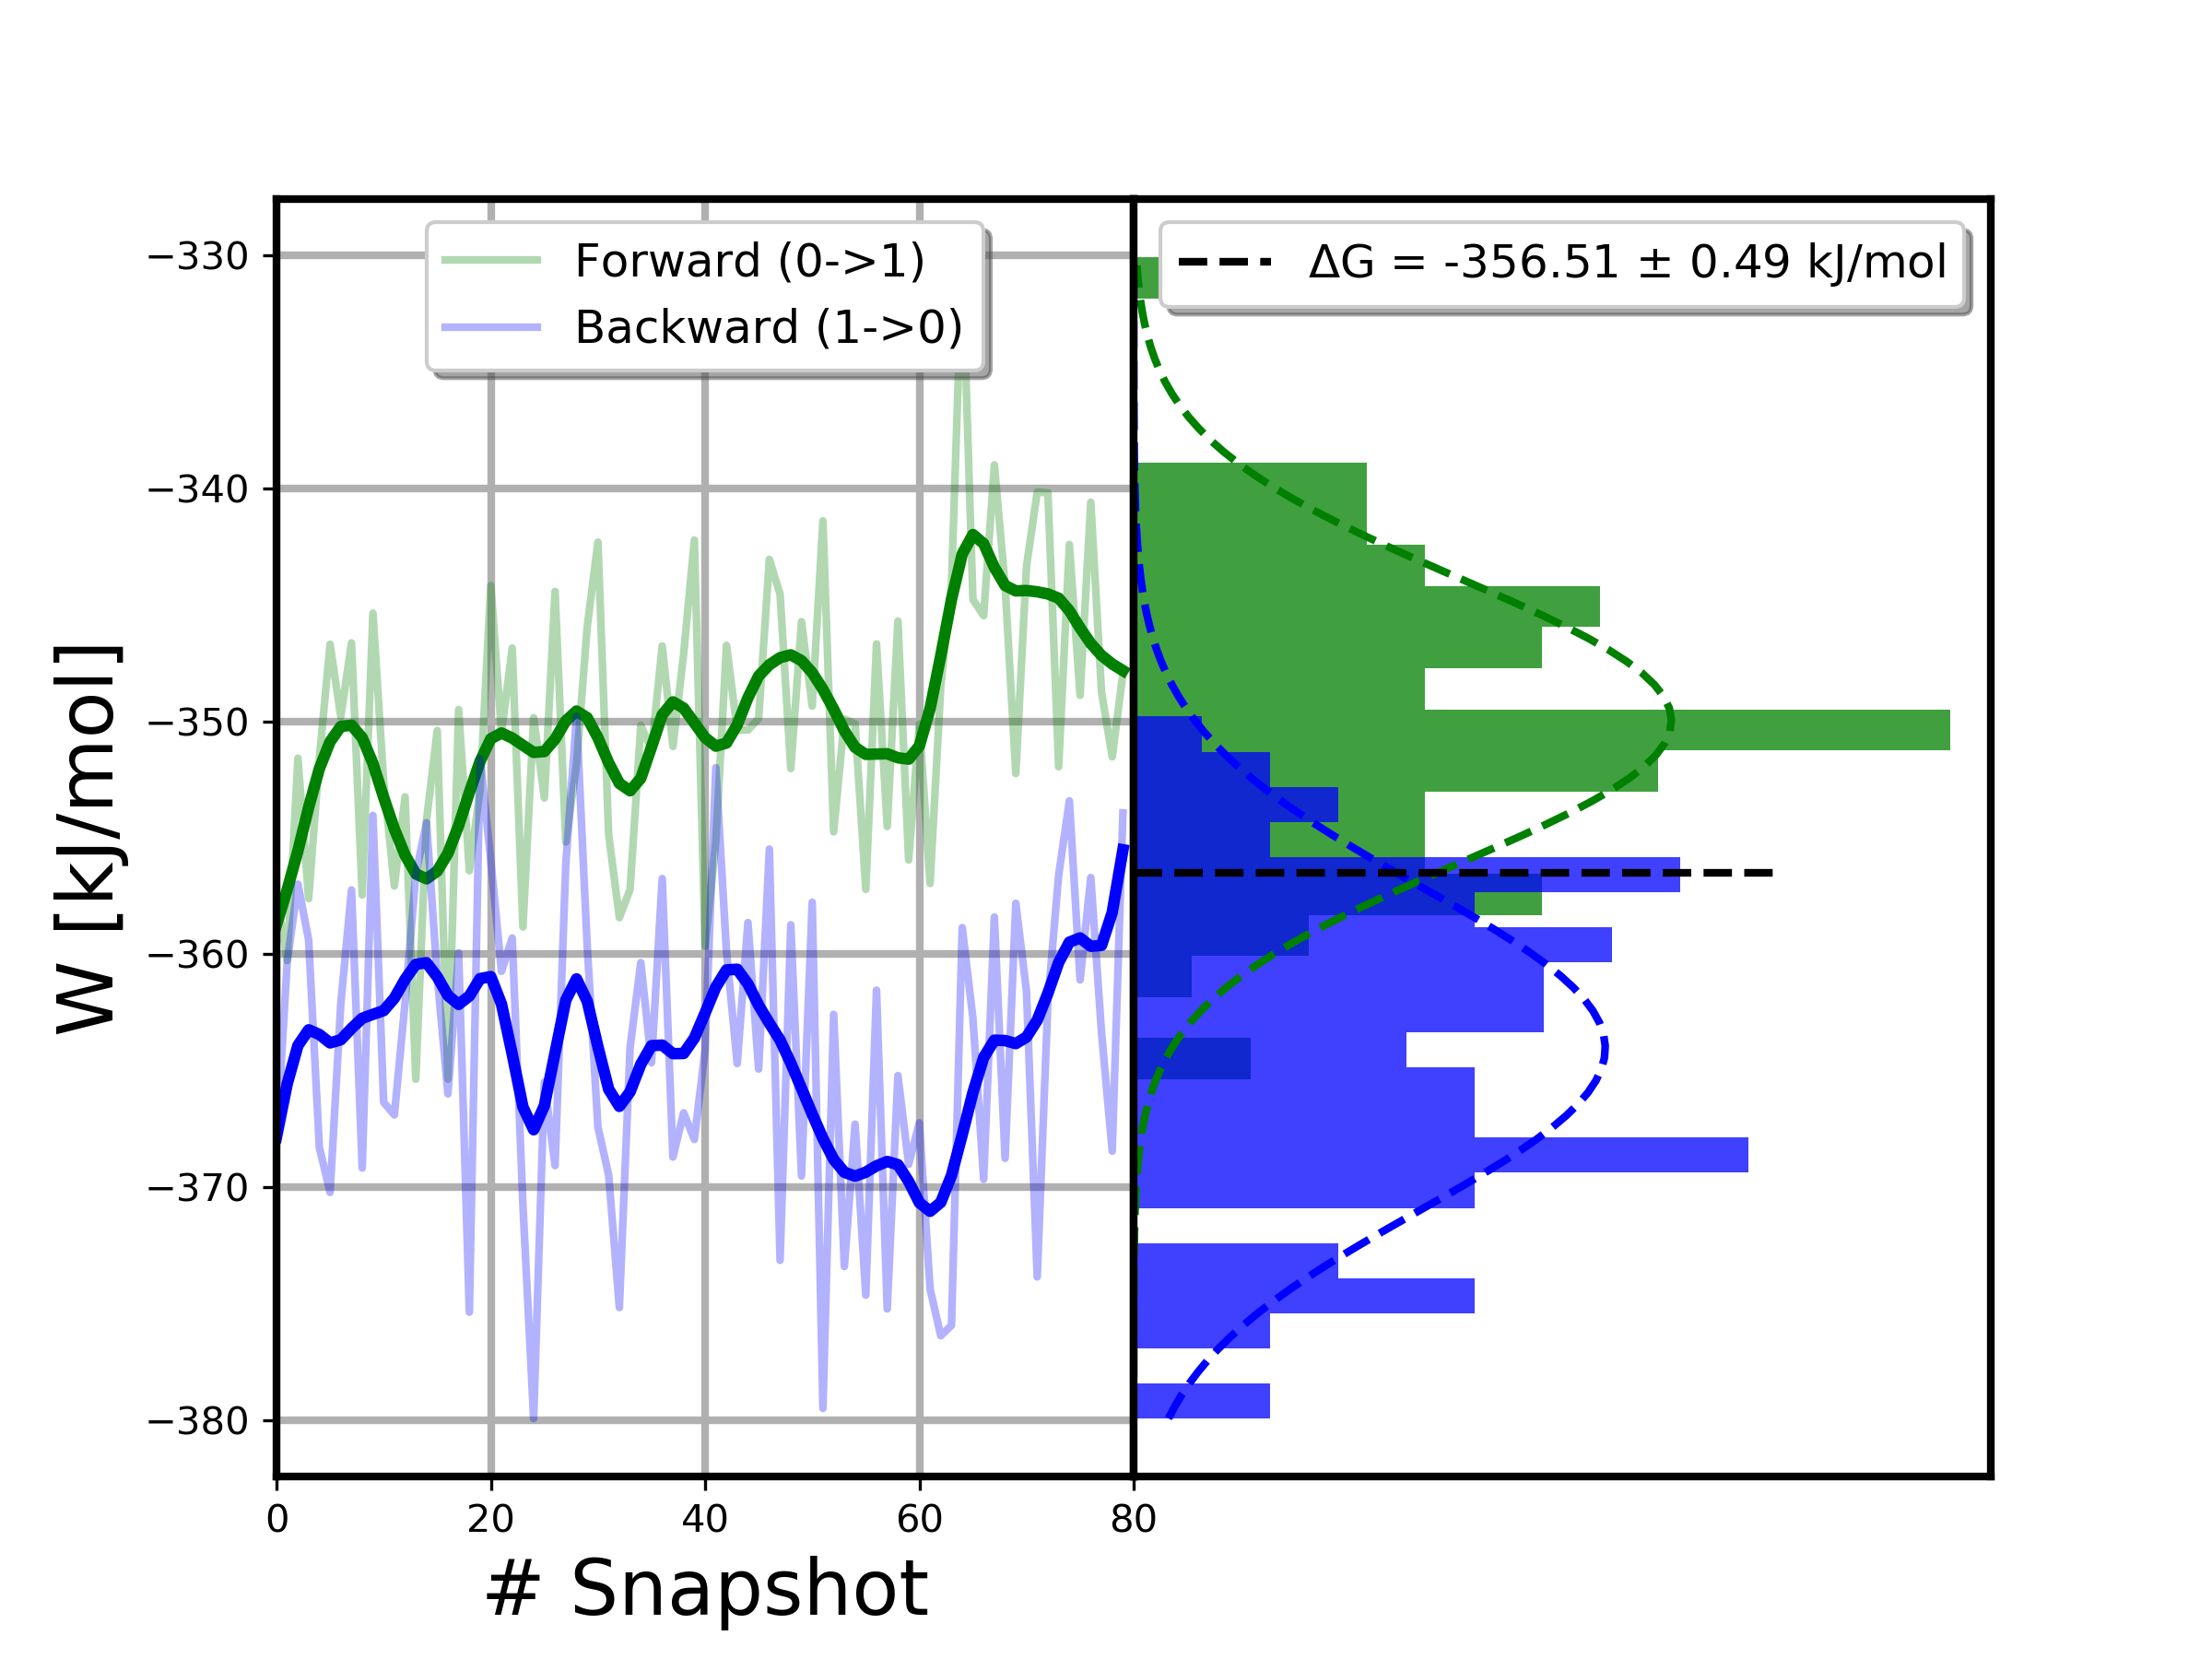 Forward (0->1)
Backward (1->0)
ΔG = -356.51 ± 0.49 kJ/mol
−330
−340
−350
−360
−370
−380
W [kJ/mol]
0 20 40 60 80
# Snapshot